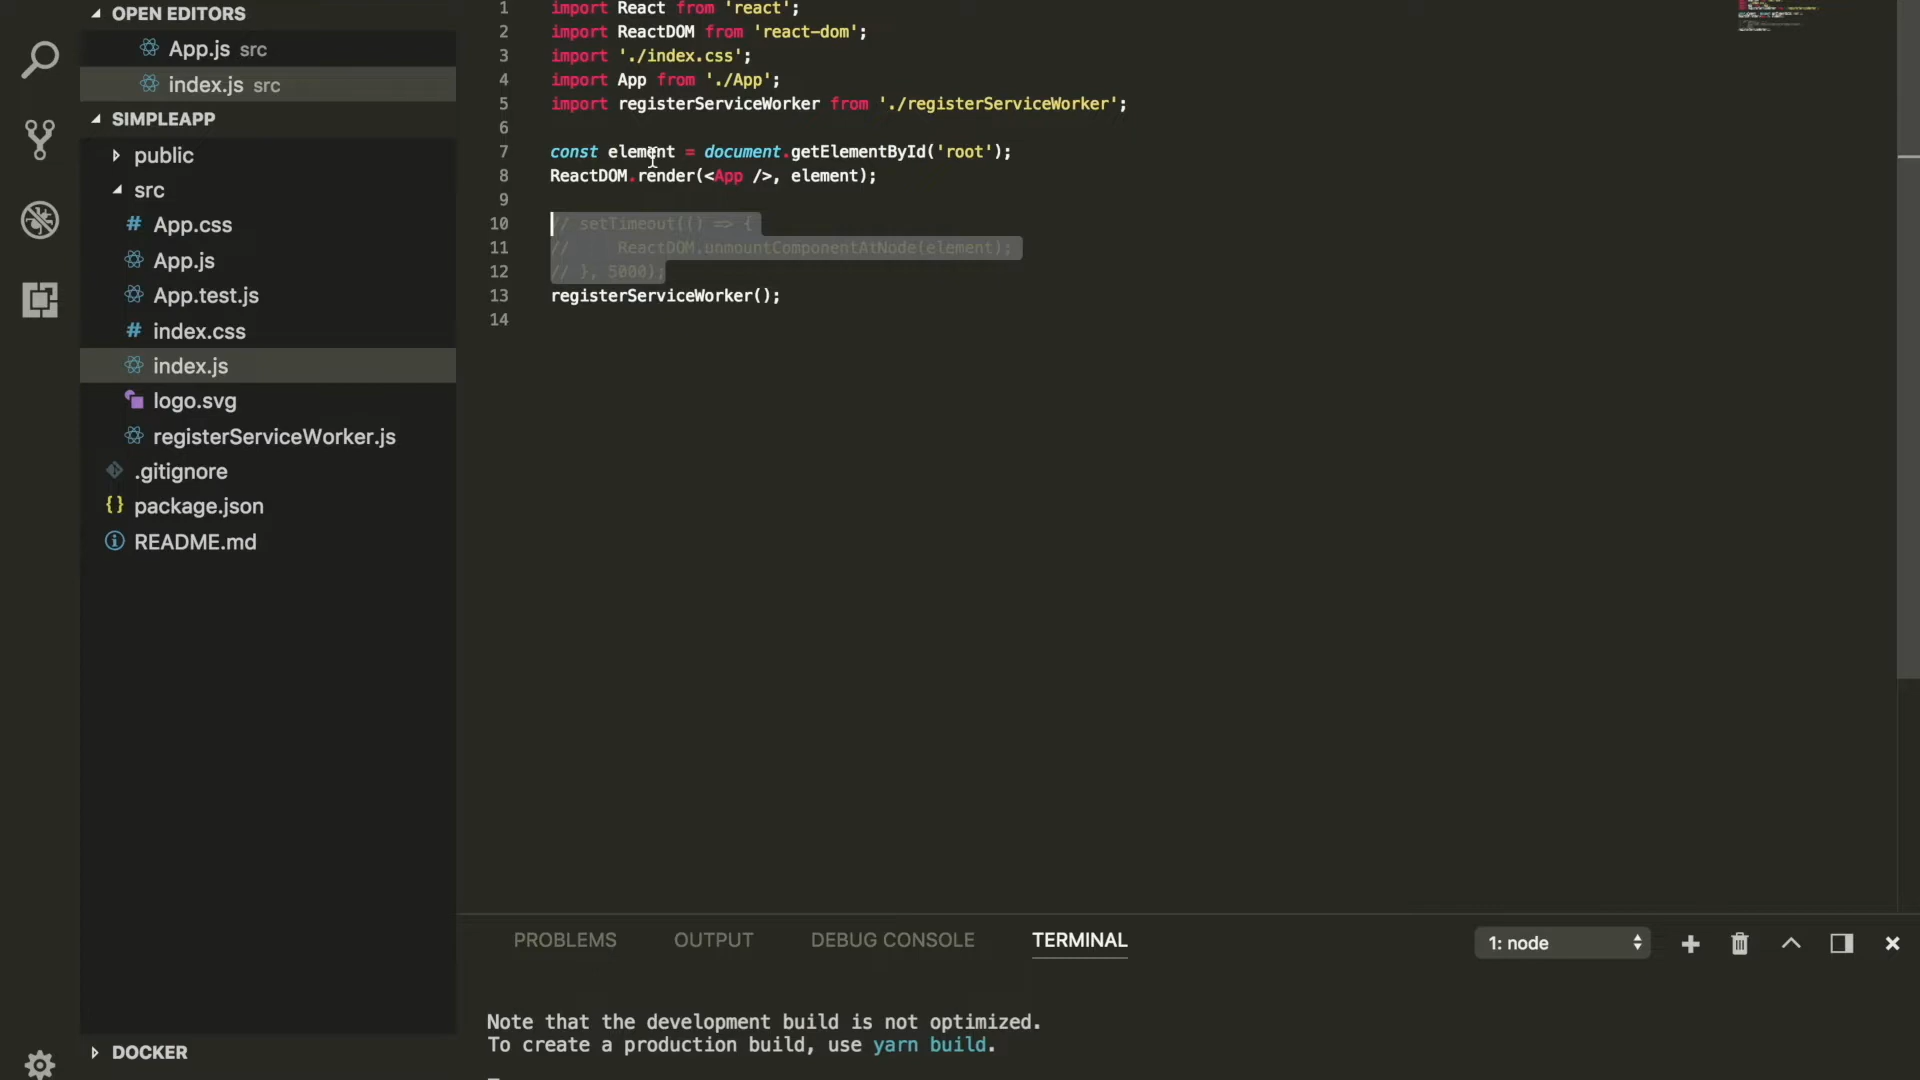 OPEN EDITORS
App.js src
index.js src
SIMPLEAPP
public
src
App.css
App.js
App.test.js
index.css
index.js
logo.svg
registerServiceWorker.js
.gitignore
package.json
README.md
DOCKER
1 import React from 'react';
2 import ReactDOM from 'react-dom';
3 import './index.css';
4 import App from './App';
5 import registerServiceWorker from './registerServiceWorker';
6
7 const element = document.getElementById('root');
8 ReactDOM.render(<App />, element);
9
10 // setTimeout(() => {
11 //     ReactDOM.unmountComponentAtNode(element);
12 // }, 5000);
13 registerServiceWorker();
14
PROBLEMS OUTPUT DEBUG CONSOLE TERMINAL 1: node
Note that the development build is not optimized.
To create a production build, use yarn build.